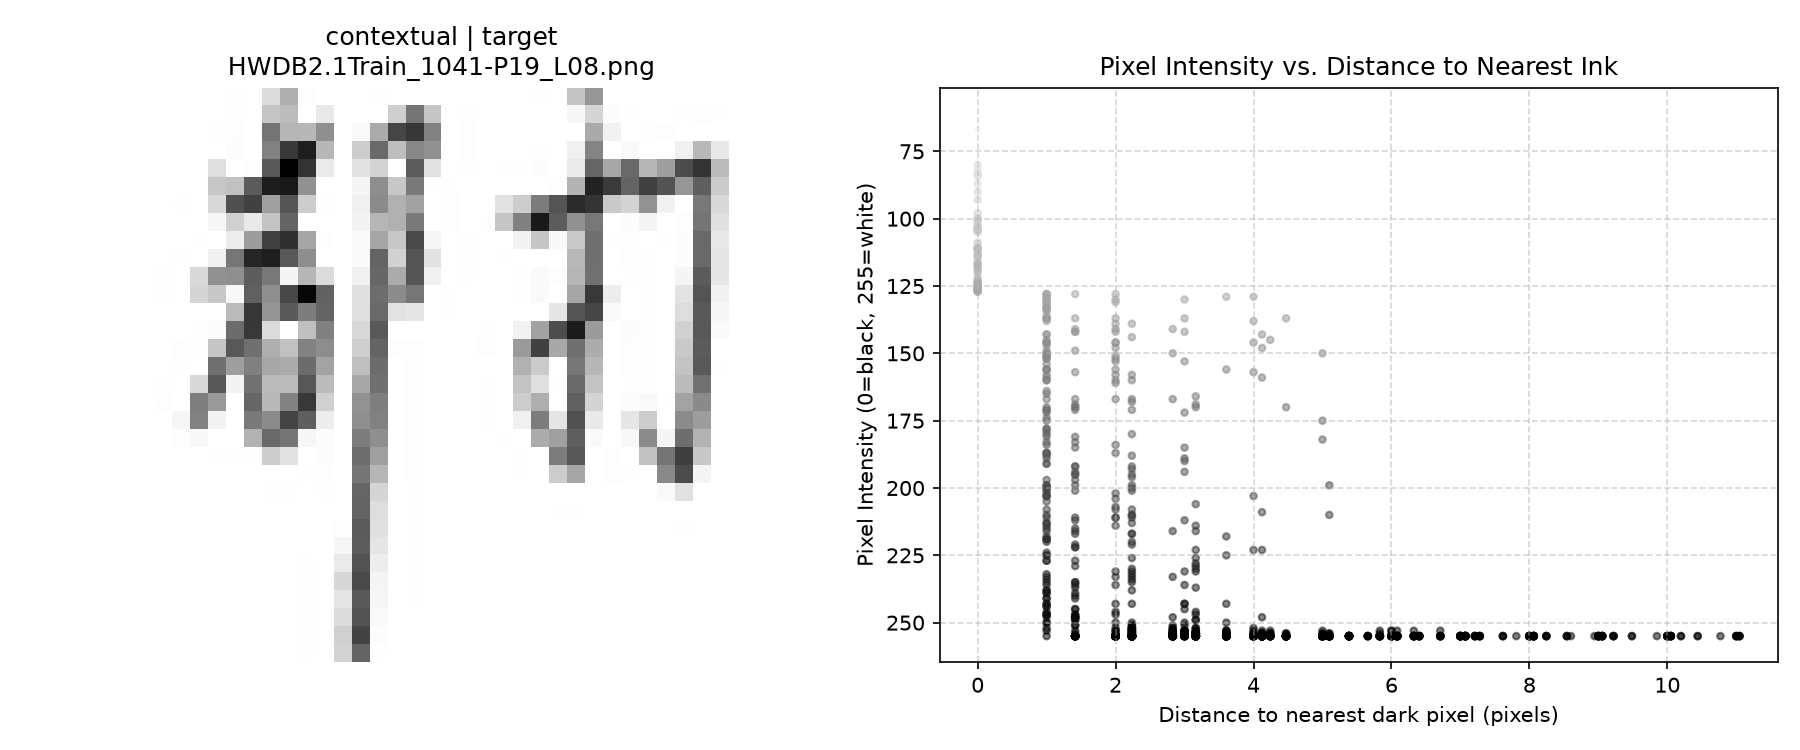 contextual | target
HWDB2.1Train_1041-P19_L08.png
Pixel Intensity vs. Distance to Nearest Ink
Pixel Intensity (0=black, 255=white)
75
100
125
150
175
200
225
250
0 2 4 6 8 10
Distance to nearest dark pixel (pixels)